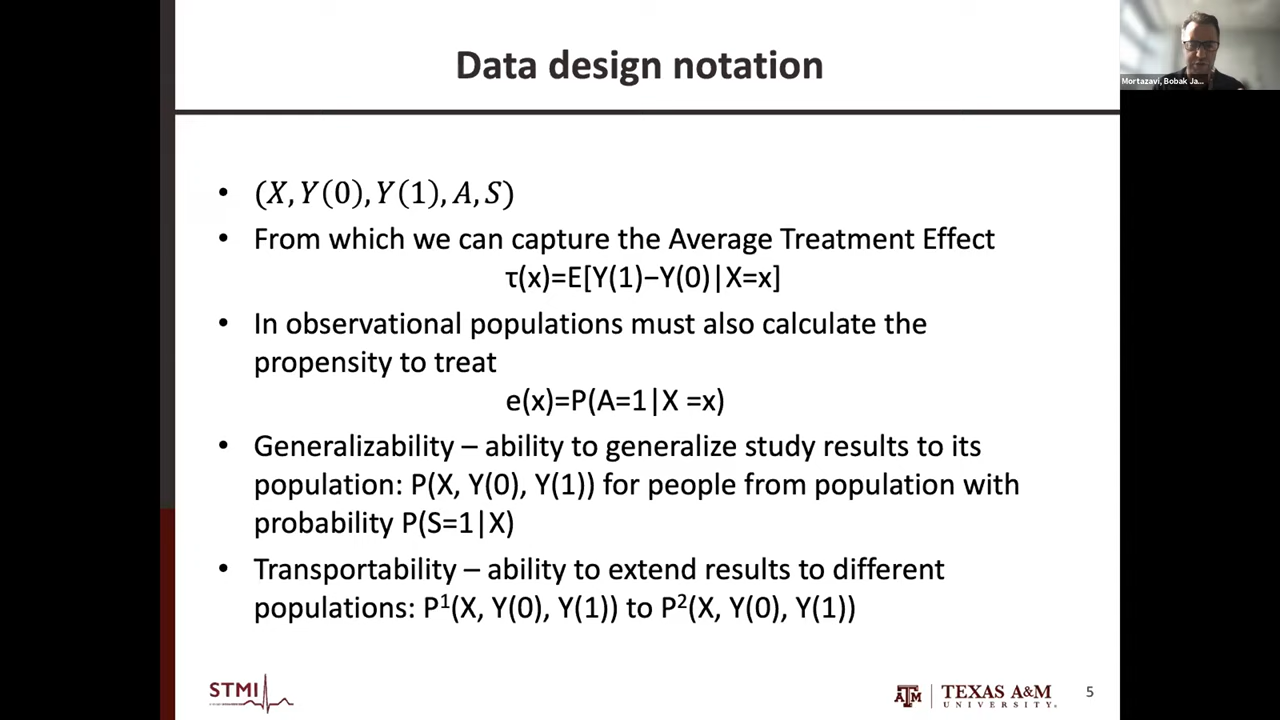 Data design notation
Mortazavi, Bobak Ja...
• (X, Y(0), Y(1), A, S)
• From which we can capture the Average Treatment Effect
τ(x)=E[Y(1)−Y(0)|X=x]
• In observational populations must also calculate the
propensity to treat
e(x)=P(A=1|X =x)
• Generalizability – ability to generalize study results to its
population: P(X, Y(0), Y(1)) for people from population with
probability P(S=1|X)
• Transportability – ability to extend results to different
populations: P¹(X, Y(0), Y(1)) to P²(X, Y(0), Y(1))
STMI
ATM
TEXAS A&M
UNIVERSITY.
5